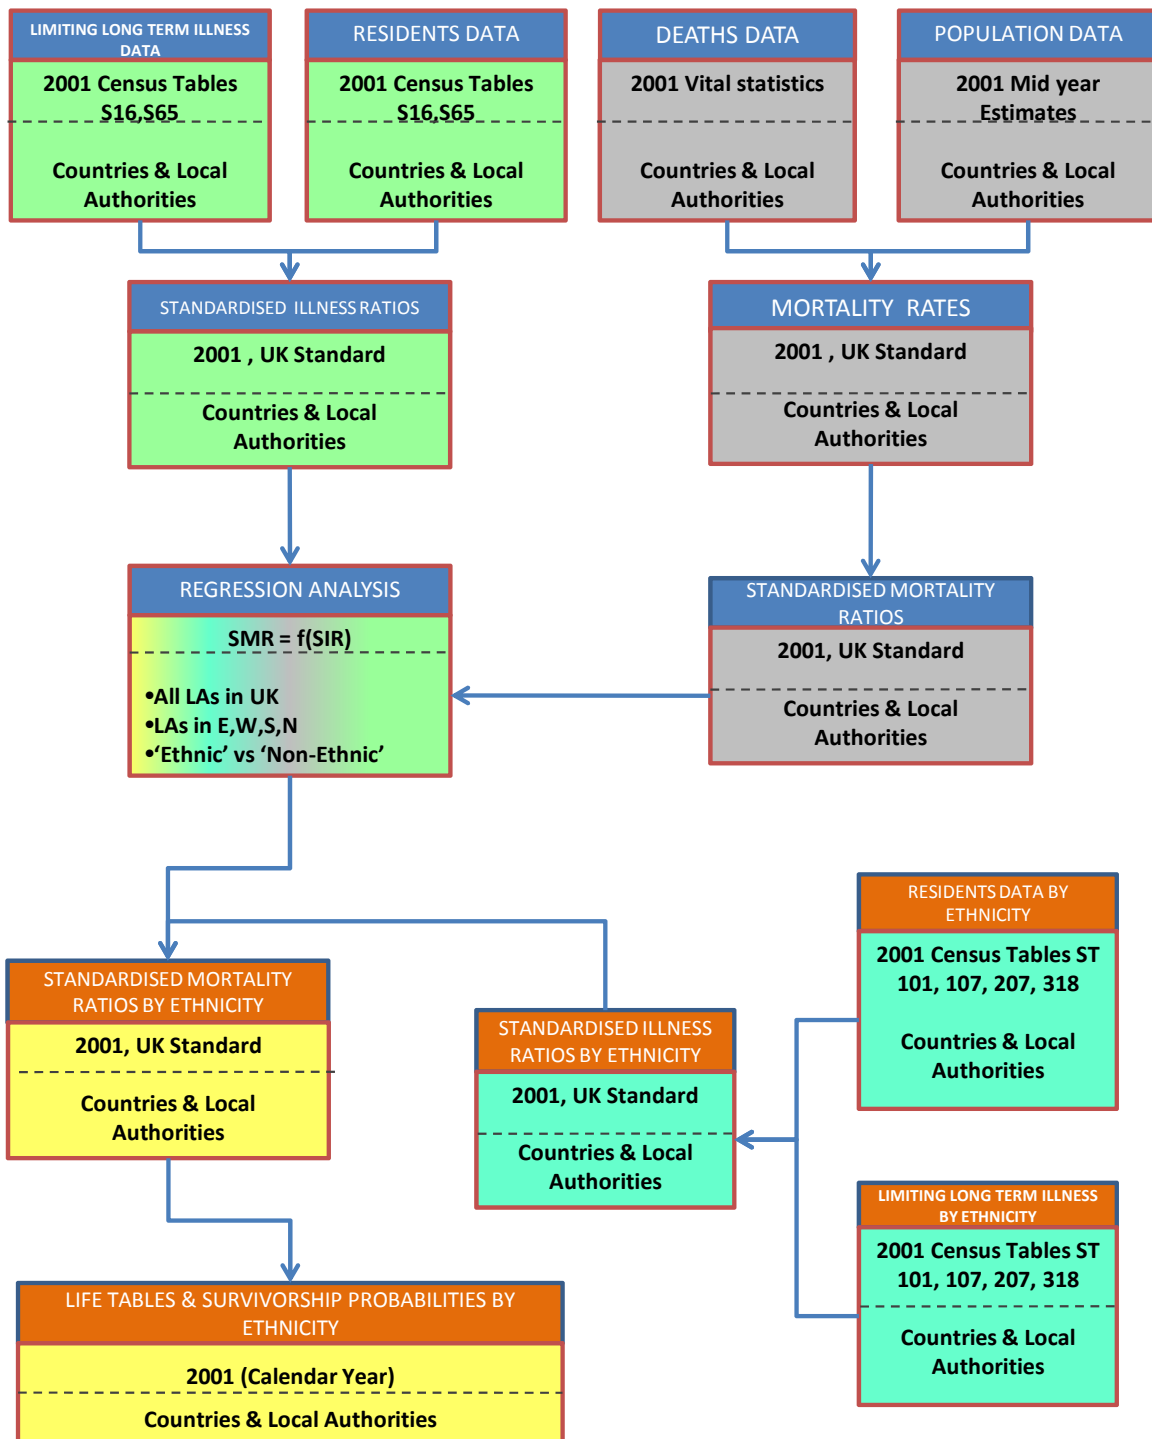 LIMITING LONG TERM ILLNESS
DATA
2001 Census Tables
S16,S65
Countries & Local
Authorities
RESIDENTS DATA
2001 Census Tables
S16,S65
Countries & Local
Authorities
DEATHS DATA
2001 Vital statistics
Countries & Local
Authorities
POPULATION DATA
2001 Mid year
Estimates
Countries & Local
Authorities
STANDARDISED ILLNESS RATIOS
2001 , UK Standard
Countries & Local
Authorities
MORTALITY RATES
2001 , UK Standard
Countries & Local
Authorities
REGRESSION ANALYSIS
SMR = f(SIR)
•All LAs in UK
•LAs in E,W,S,N
•‘Ethnic’ vs ‘Non-Ethnic’
STANDARDISED MORTALITY
RATIOS
2001, UK Standard
Countries & Local
Authorities
RESIDENTS DATA BY
ETHNICITY
2001 Census Tables ST
101, 107, 207, 318
Countries & Local
Authorities
STANDARDISED MORTALITY
RATIOS BY ETHNICITY
2001, UK Standard
Countries & Local
Authorities
STANDARDISED ILLNESS
RATIOS BY ETHNICITY
2001, UK Standard
Countries & Local
Authorities
LIMITING LONG TERM ILLNESS
BY ETHNICITY
2001 Census Tables ST
101, 107, 207, 318
Countries & Local
Authorities
LIFE TABLES & SURVIVORSHIP PROBABILITIES BY
ETHNICITY
2001 (Calendar Year)
Countries & Local Authorities